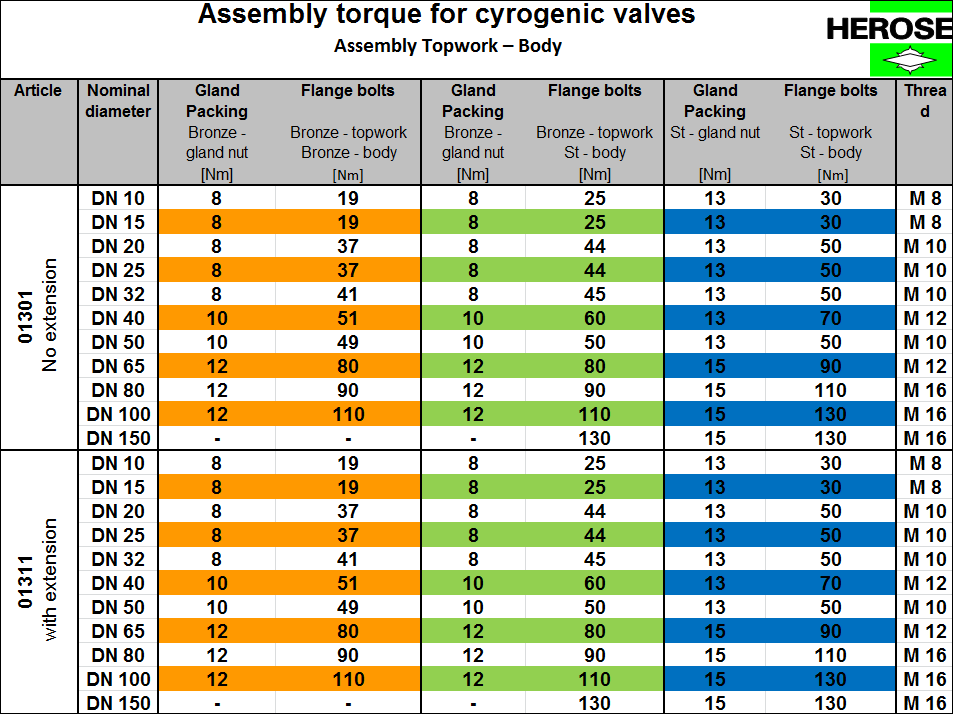 Assembly torque for cyrogenic valves
HEROSE
Assembly Topwork – Body
Article Nominal diameter Gland Packing Bronze - gland nut [Nm] Flange bolts Bronze - topwork Bronze - body [Nm] Gland Packing Bronze - gland nut [Nm] Flange bolts Bronze - topwork St - body [Nm] Gland Packing St - gland nut [Nm] Flange bolts St - topwork St - body [Nm] Threa d
01301 No extension
DN 10 8 19 8 25 13 30 M 8
DN 15 8 19 8 25 13 30 M 8
DN 20 8 37 8 44 13 50 M 10
DN 25 8 37 8 44 13 50 M 10
DN 32 8 41 8 45 13 50 M 10
DN 40 10 51 10 60 13 70 M 12
DN 50 10 49 10 50 13 50 M 10
DN 65 12 80 12 80 15 90 M 12
DN 80 12 90 12 90 15 110 M 16
DN 100 12 110 12 110 15 130 M 16
DN 150 - - - 130 15 130 M 16
01311 with extension
DN 10 8 19 8 25 13 30 M 8
DN 15 8 19 8 25 13 30 M 8
DN 20 8 37 8 44 13 50 M 10
DN 25 8 37 8 44 13 50 M 10
DN 32 8 41 8 45 13 50 M 10
DN 40 10 51 10 60 13 70 M 12
DN 50 10 49 10 50 13 50 M 10
DN 65 12 80 12 80 15 90 M 12
DN 80 12 90 12 90 15 110 M 16
DN 100 12 110 12 110 15 130 M 16
DN 150 - - - 130 15 130 M 16